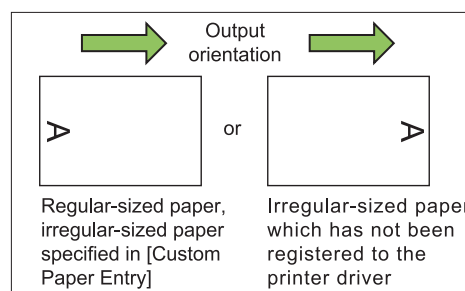 Output
orientation
A
or
A
Regular-sized paper,
irregular-sized paper
specified in [Custom
Paper Entry]
Irregular-sized paper
which has not been
registered to the
printer driver